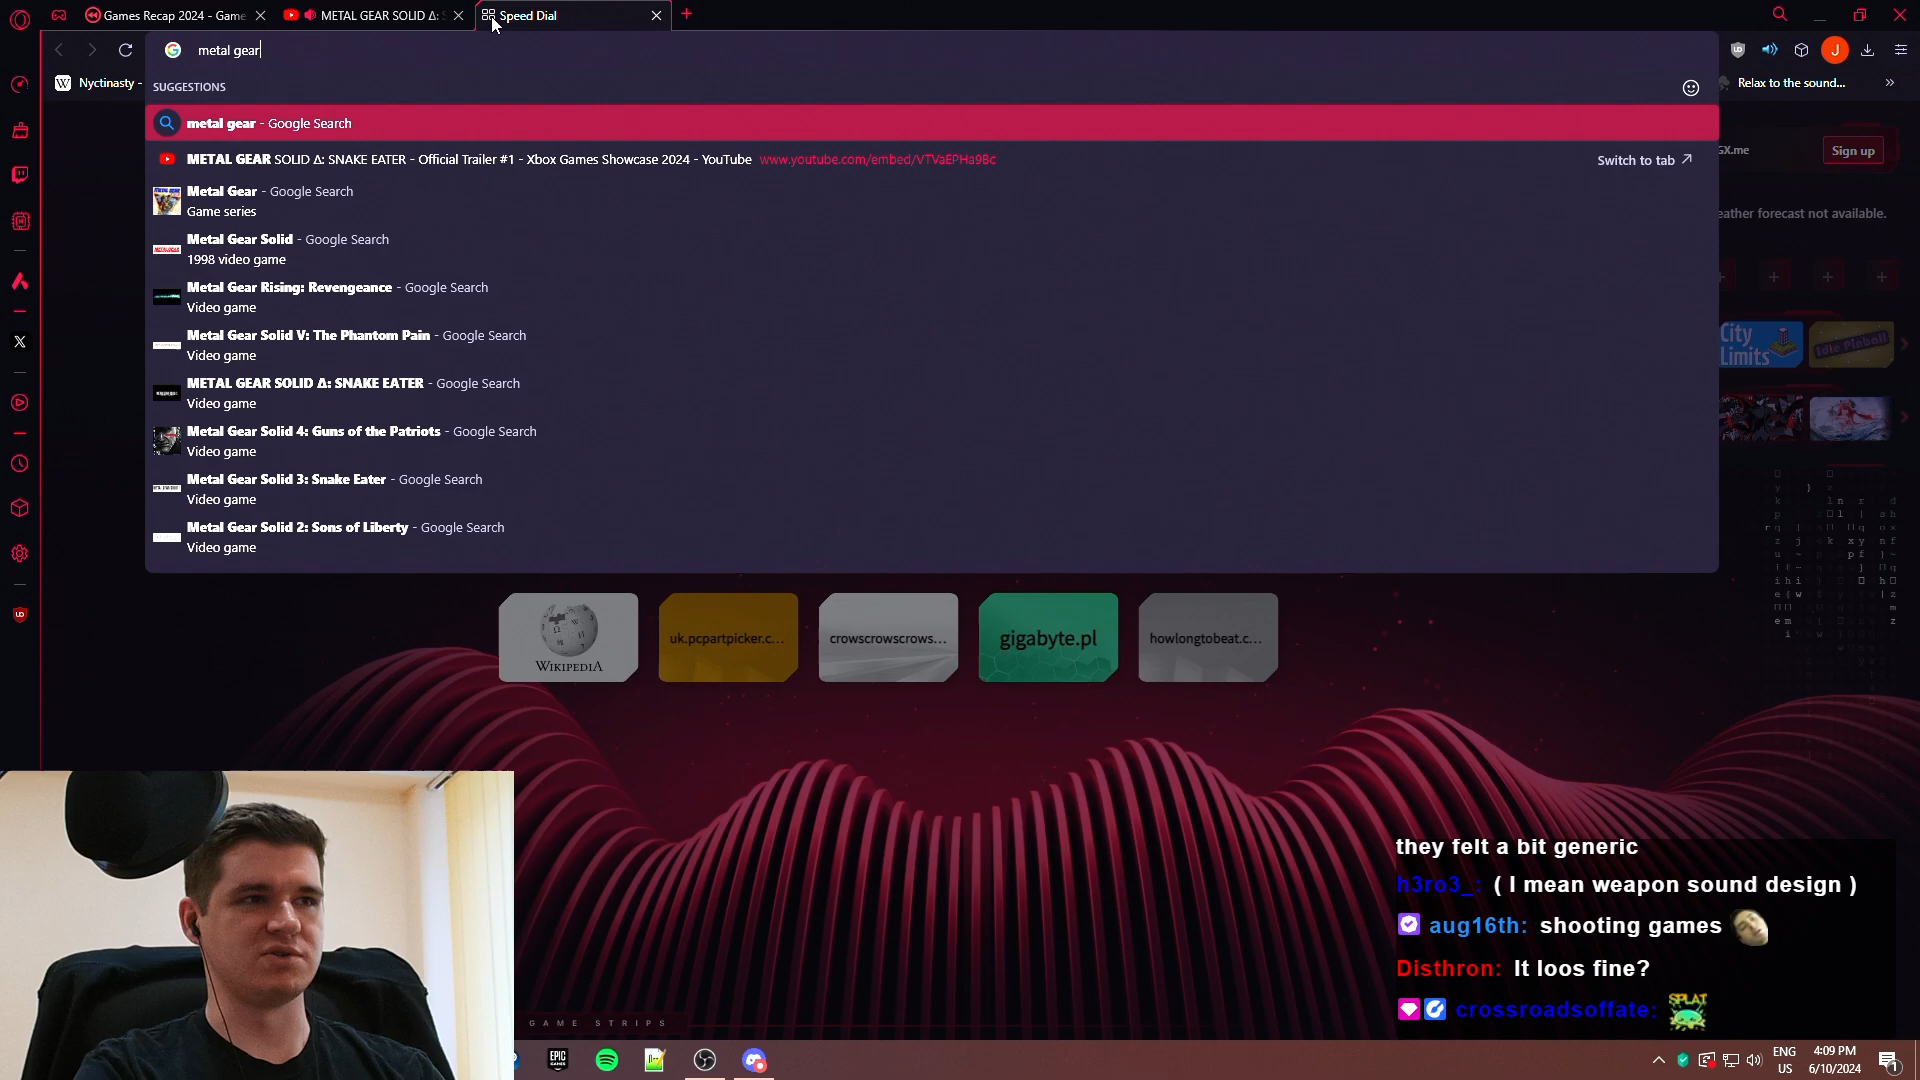 Games Recap 2024 - Game
METAL GEAR SOLID Δ: S
Speed Dial
metal gear
J
W Nyctinasty -
Relax to the sound...
SUGGESTIONS
metal gear - Google Search
METAL GEAR SOLID Δ: SNAKE EATER - Official Trailer #1 - Xbox Games Showcase 2024 - YouTube www.youtube.com/embed/VTVaEPHa9Bc
Switch to tab
Metal Gear - Google Search
Game series
Metal Gear Solid - Google Search
1998 video game
Metal Gear Rising: Revengeance - Google Search
Video game
Metal Gear Solid V: The Phantom Pain - Google Search
Video game
METAL GEAR SOLID Δ: SNAKE EATER - Google Search
Video game
Metal Gear Solid 4: Guns of the Patriots - Google Search
Video game
Metal Gear Solid 3: Snake Eater - Google Search
Video game
Metal Gear Solid 2: Sons of Liberty - Google Search
Video game
GX.me
Sign up
eather forecast not available.
City Limits
Idle Pinball
WIKIPEDIA
uk.pcpartpicker.c...
crowscrowscrows...
gigabyte.pl
howlongtobeat.c...
GAME STRIPS
they felt a bit generic
h3ro3_: ( I mean weapon sound design )
aug16th: shooting games
Disthron: It loos fine?
crossroadsoffate: SPLAT
EPIC GAMES
ENG
US
4:09 PM
6/10/2024
1